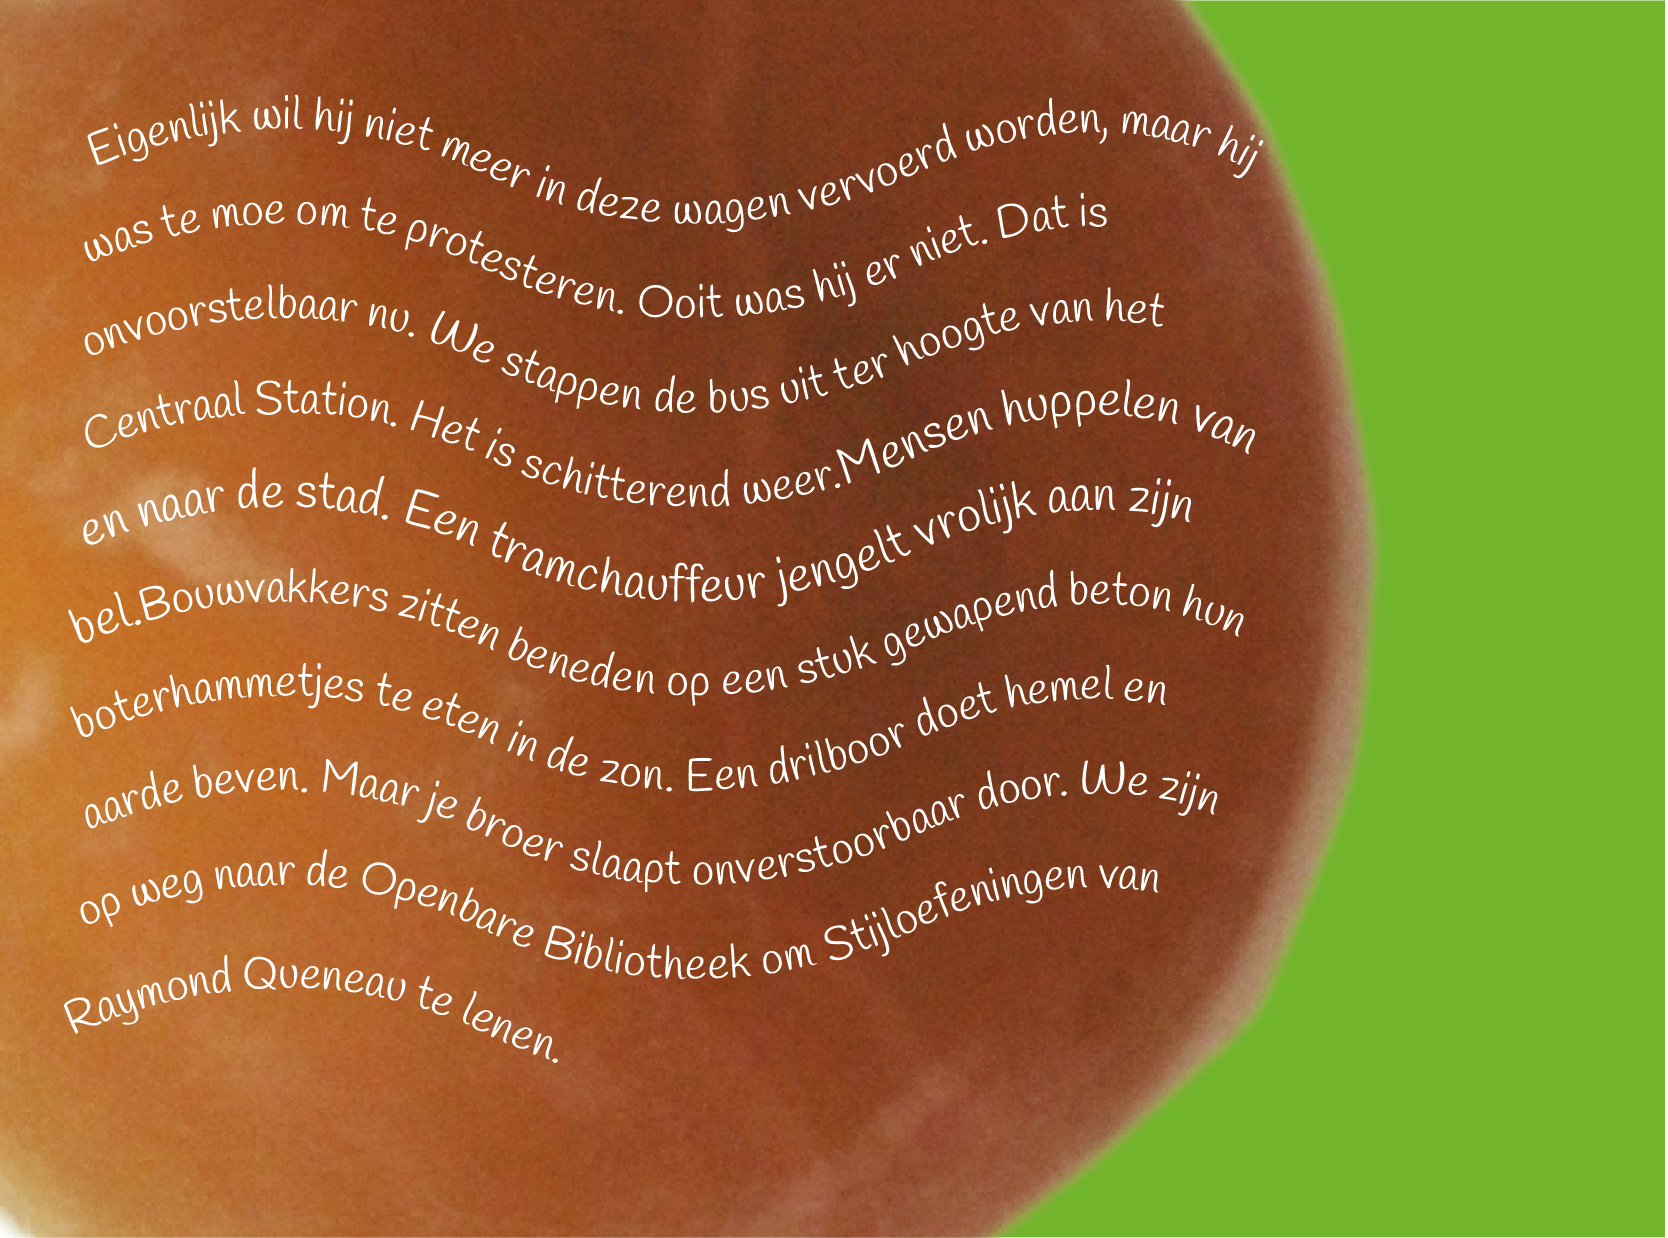 Eigenlijk wil hij niet meer in deze wagen vervoerd worden, maar hij
was te moe om te protesteren. Ooit was hij er niet. Dat is
onvoorstelbaar nu. We stappen de bus uit ter hoogte van het
Centraal Station. Het is schitterend weer.Mensen huppelen van
en naar de stad. Een tramchauffeur jengelt vrolijk aan zijn
bel.Bouwvakkers zitten beneden op een stuk gewapend beton hun
boterhammetjes te eten in de zon. Een drilboor doet hemel en
aarde beven. Maar je broer slaapt onverstoorbaar door. We zijn
op weg naar de Openbare Bibliotheek om Stijloefeningen van
Raymond Queneau te lenen.